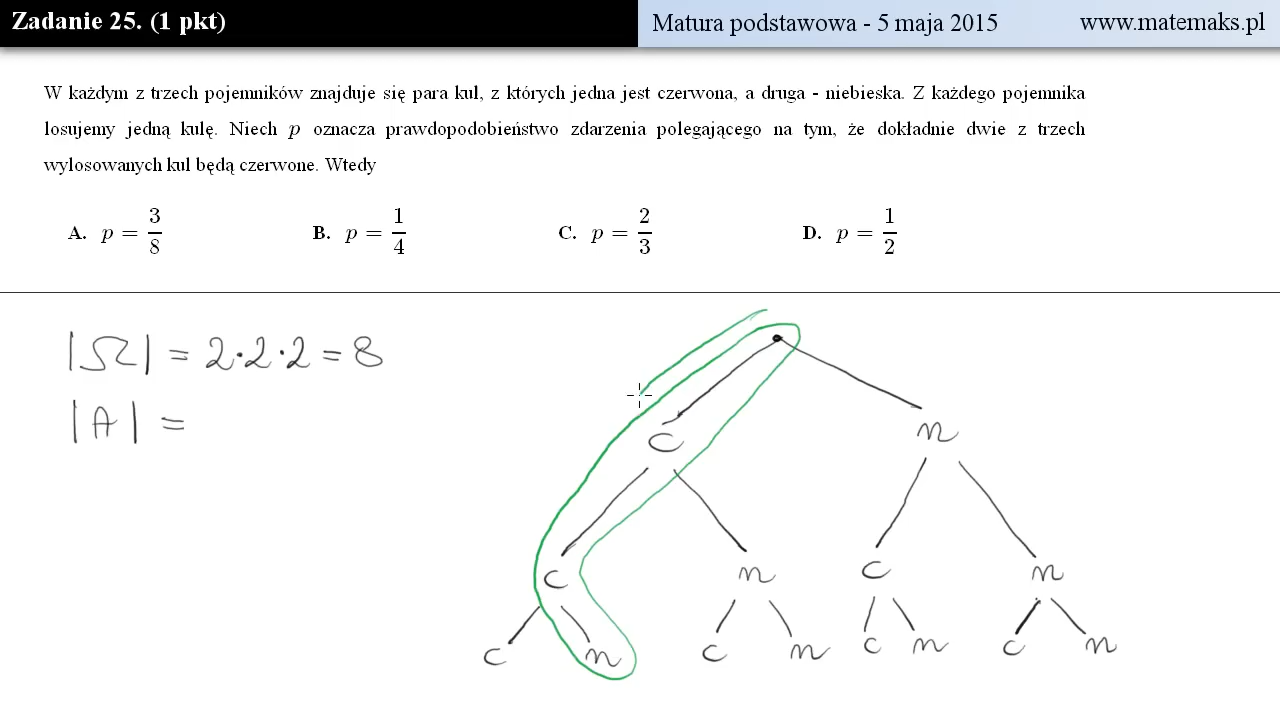 Zadanie 25. (1 pkt)
Matura podstawowa - 5 maja 2015
www.matemaks.pl
W każdym z trzech pojemników znajduje się para kul, z których jedna jest czerwona, a druga - niebieska. Z każdego pojemnika
losujemy jedną kulę. Niech p oznacza prawdopodobieństwo zdarzenia polegającego na tym, że dokładnie dwie z trzech
wylosowanych kul będą czerwone. Wtedy
A. p = 3/8 B. p = 1/4 C. p = 2/3 D. p = 1/2
|Ω| = 2·2·2 = 8
|A| =
c n
c n c n
c n c n c n c n